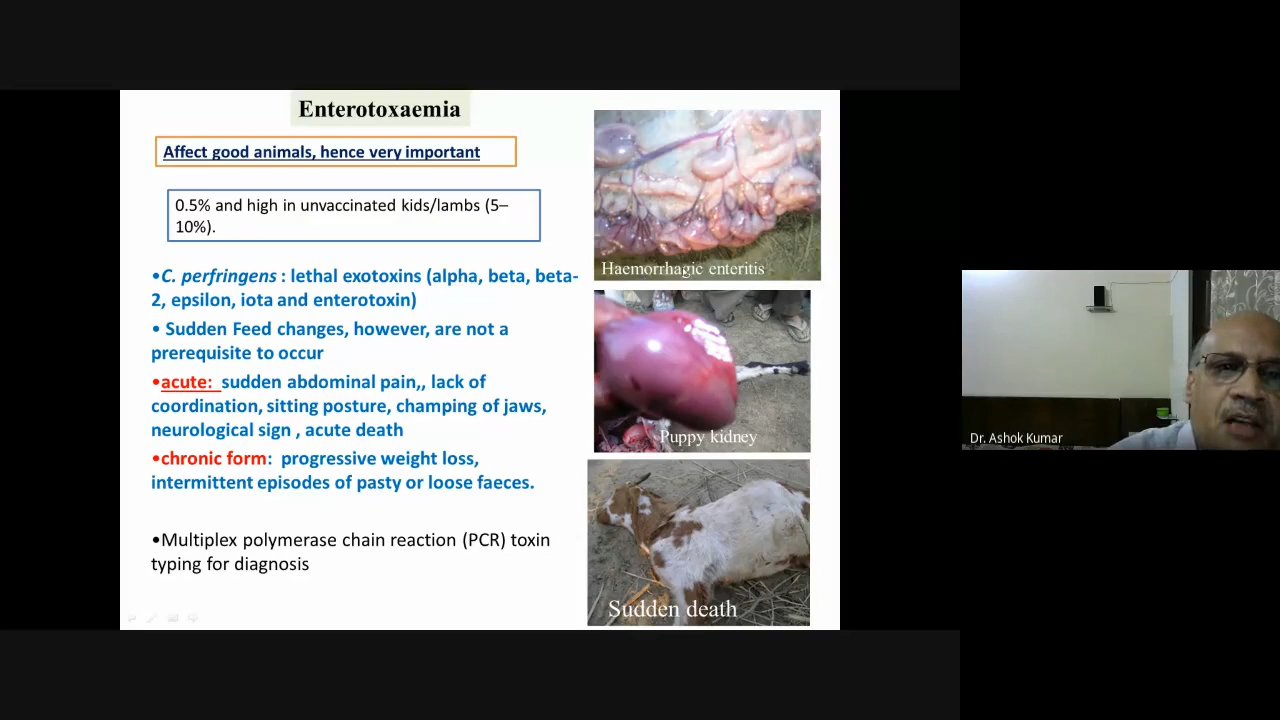 Enterotoxaemia
Affect good animals, hence very important
0.5% and high in unvaccinated kids/lambs (5–
10%).
•C. perfringens : lethal exotoxins (alpha, beta, beta-
2, epsilon, iota and enterotoxin)
• Sudden Feed changes, however, are not a
prerequisite to occur
•acute: sudden abdominal pain,, lack of
coordination, sitting posture, champing of jaws,
neurological sign , acute death
•chronic form: progressive weight loss,
intermittent episodes of pasty or loose faeces.
•Multiplex polymerase chain reaction (PCR) toxin
typing for diagnosis
Haemorrhagic enteritis
Puppy kidney
Sudden death
Dr. Ashok Kumar